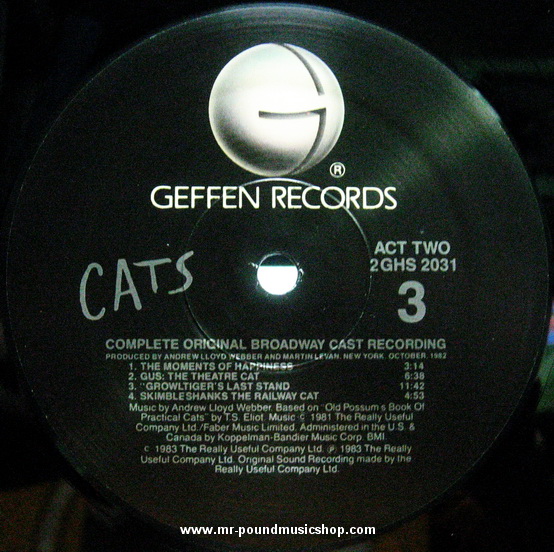 G
®
GEFFEN RECORDS
CATS
ACT TWO
2GHS 2031
3
COMPLETE ORIGINAL BROADWAY CAST RECORDING
PRODUCED BY ANDREW LLOYD WEBBER AND MARTIN LEVAN. NEW YORK. OCTOBER, 1982
1. THE MOMENTS OF HAPPINESS 3:14
2. GUS: THE THEATRE CAT 6:38
3. "GROWLTIGER'S LAST STAND 11:42
4. SKIMBLESHANKS THE RAILWAY CAT 4:53
Music by Andrew Lloyd Webber. Based on "Old Possum's Book Of
Practical Cats" by T.S. Eliot. Music © 1981 The Really Useful
Company Ltd./Faber Music Limited. Administered in the U.S. &
Canada by Koppelman-Bandier Music Corp. BMI.
© 1983 The Really Useful Company Ltd. ℗ 1983 The Really
Useful Company Ltd. Original Sound Recording made by the
Really Useful Company Ltd.
www.mr-poundmusicshop.com